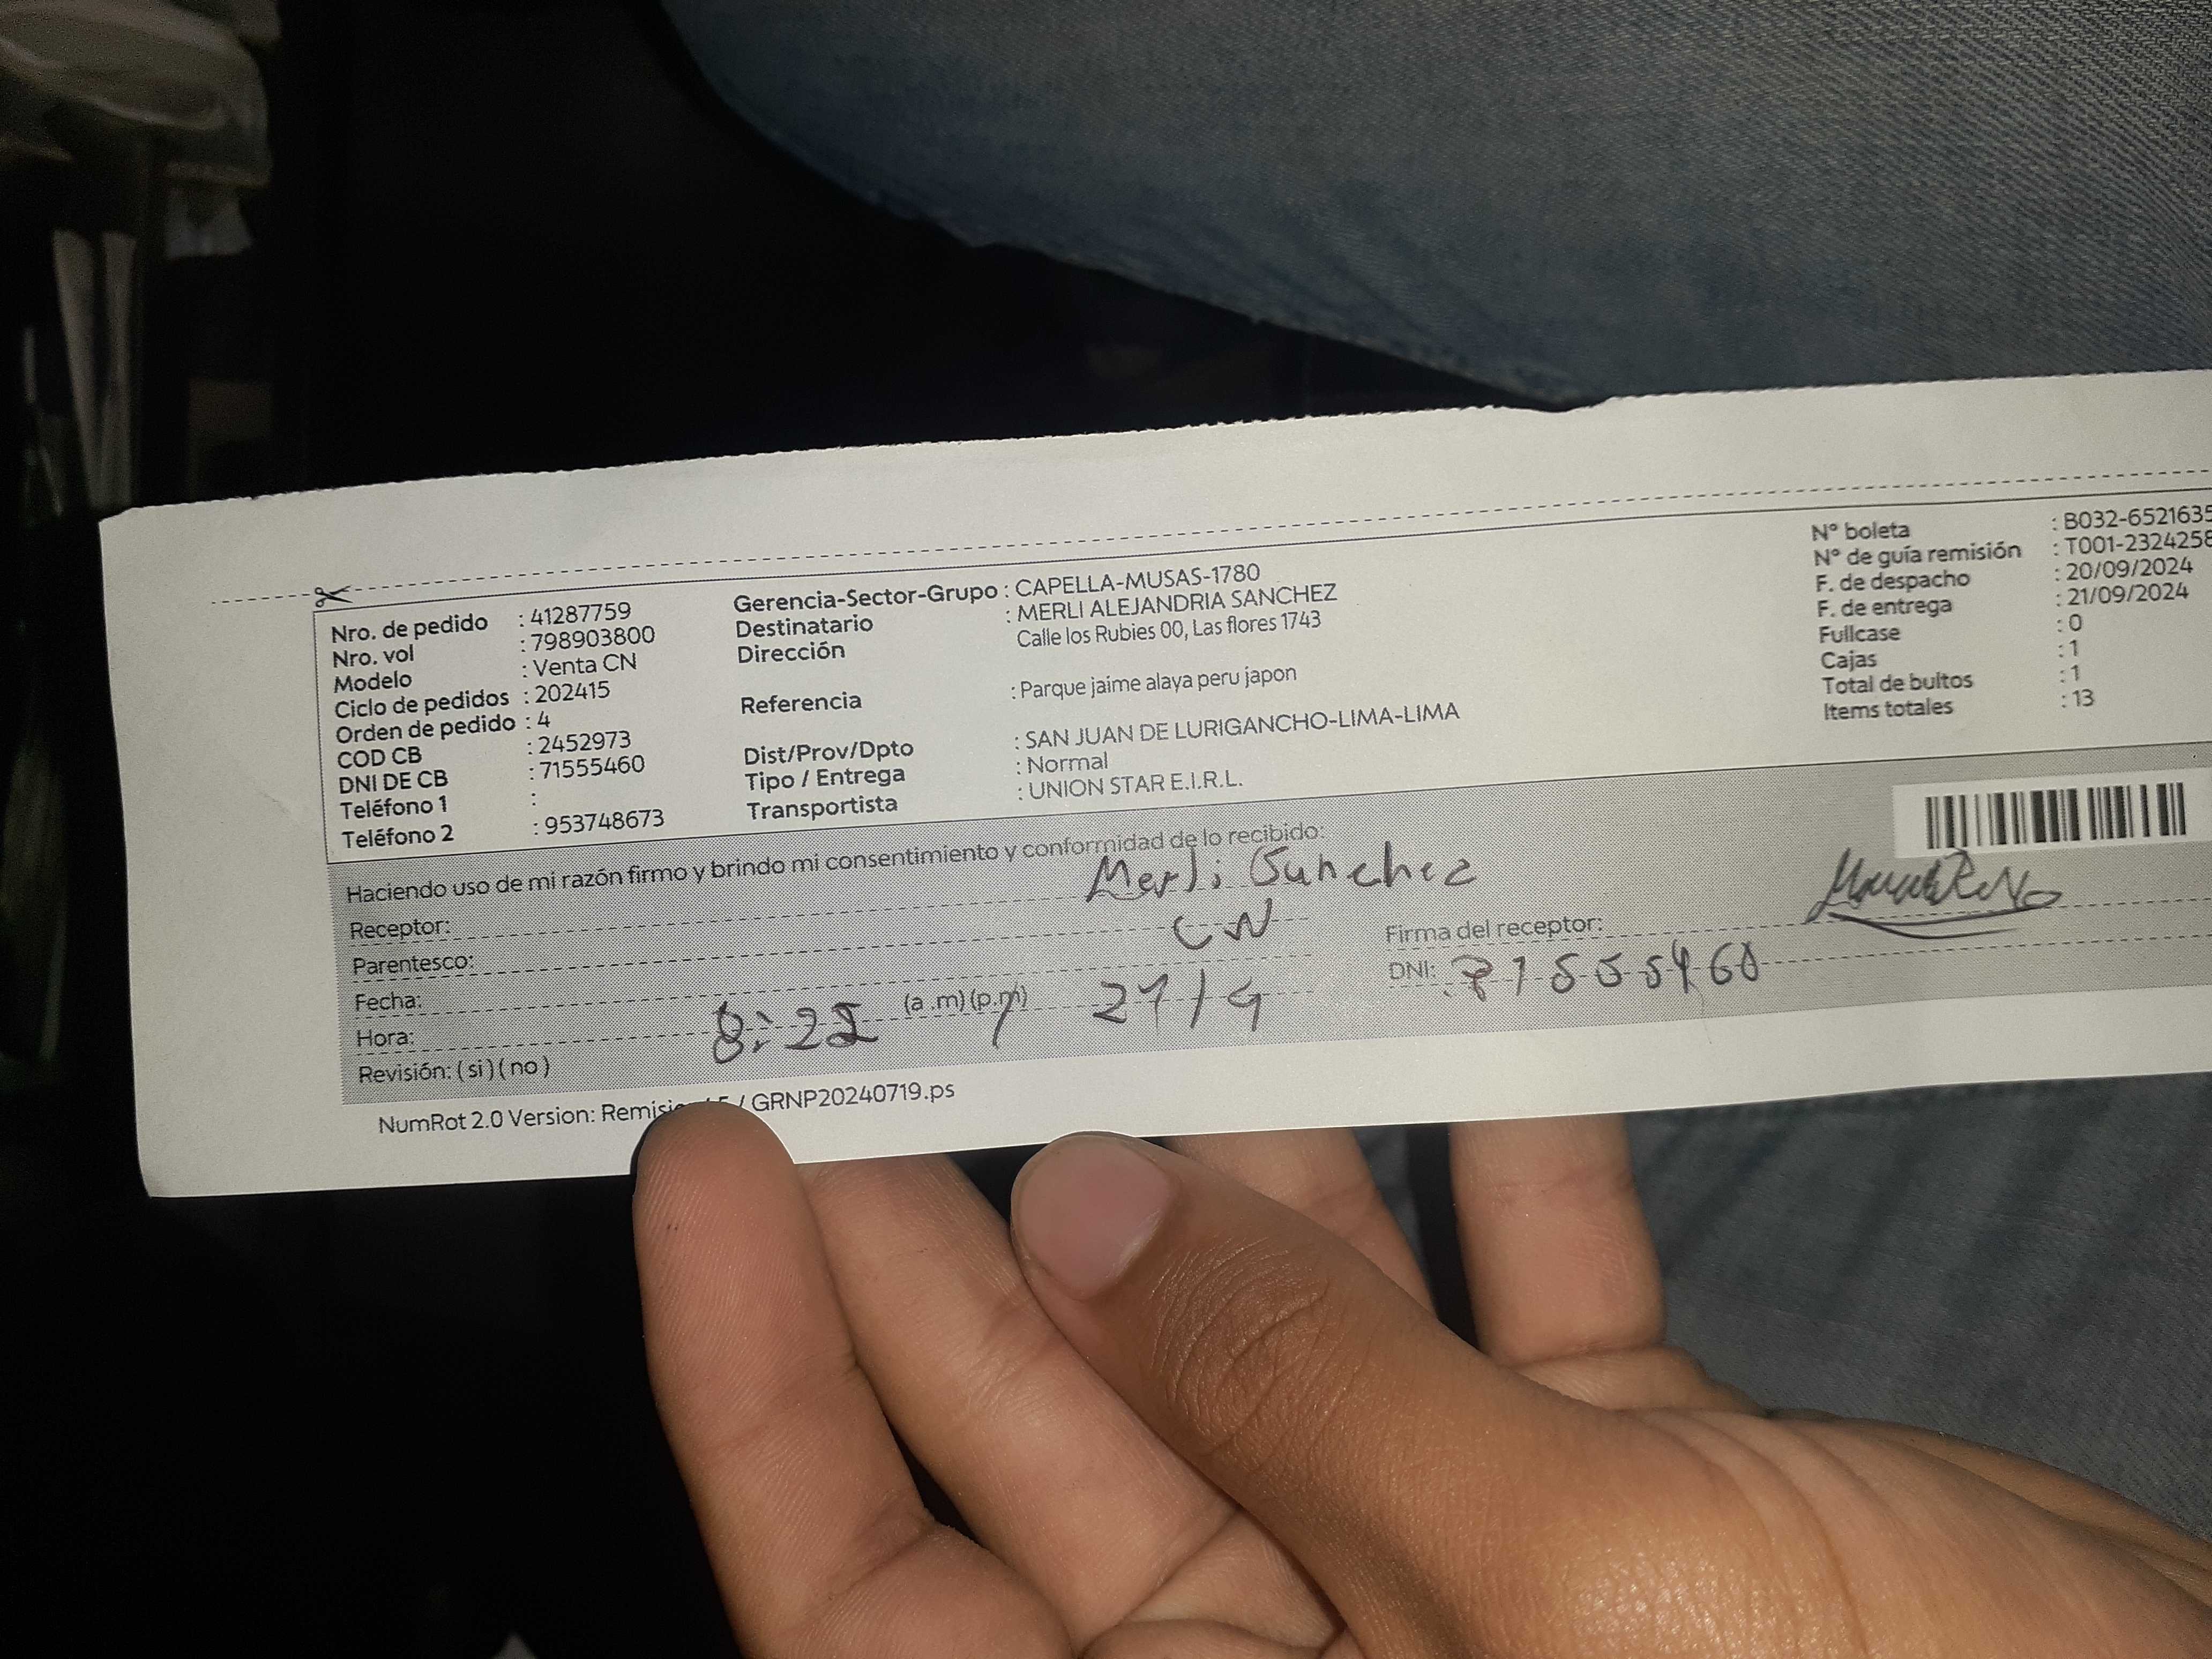 Nro. de pedido : 41287759
Nro. vol : 798903800
Modelo : Venta CN
Ciclo de pedidos : 202415
Orden de pedido : 4
COD CB : 2452973
DNI DE CB : 71555460
Teléfono 1 :
Teléfono 2 : 953748673
Gerencia-Sector-Grupo : CAPELLA-MUSAS-1780
Destinatario : MERLI ALEJANDRIA SANCHEZ
Dirección Calle los Rubies 00, Las flores 1743
Referencia : Parque jaime alaya peru japon
Dist/Prov/Dpto : SAN JUAN DE LURIGANCHO-LIMA-LIMA
Tipo / Entrega : Normal
Transportista : UNION STAR E.I.R.L.
N° boleta : B032-6521635
N° de guía remisión : T001-2324258
F. de despacho : 20/09/2024
F. de entrega : 21/09/2024
Fullcase : 0
Cajas : 1
Total de bultos : 1
Items totales : 13
Haciendo uso de mi razón firmo y brindo mi consentimiento y conformidad de lo recibido:
Receptor: Merli Sanchez
Parentesco: CN
Fecha: 21/9
Hora: 8:22 (a .m) (p.m)
Revisión: ( si ) ( no )
Firma del receptor:
DNI: 71555460
NumRot 2.0 Version: / GRNP20240719.ps